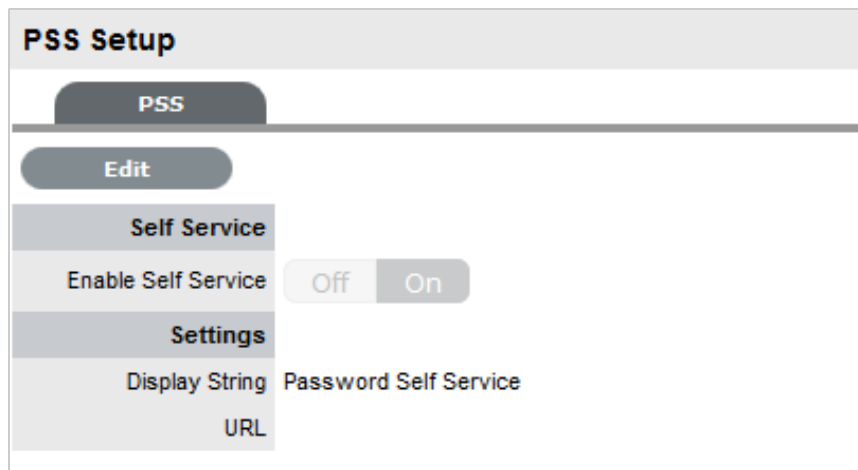 PSS Setup
PSS
Edit
Self Service
Enable Self Service Off On
Settings
Display String Password Self Service
URL